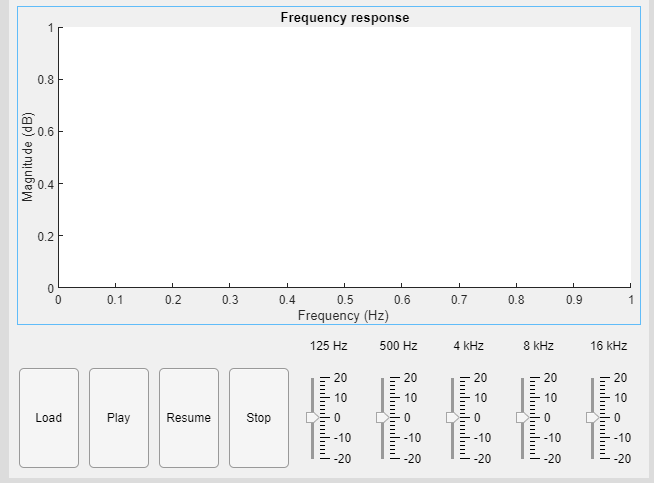 Frequency response
1
0.8
0.6
0.4
0.2
0
Magnitude (dB)
0 0.1 0.2 0.3 0.4 0.5 0.6 0.7 0.8 0.9 1
Frequency (Hz)
125 Hz 500 Hz 4 kHz 8 kHz 16 kHz
Load Play Resume Stop
20 20 20 20 20
10 10 10 10 10
0 0 0 0 0
-10 -10 -10 -10 -10
-20 -20 -20 -20 -20